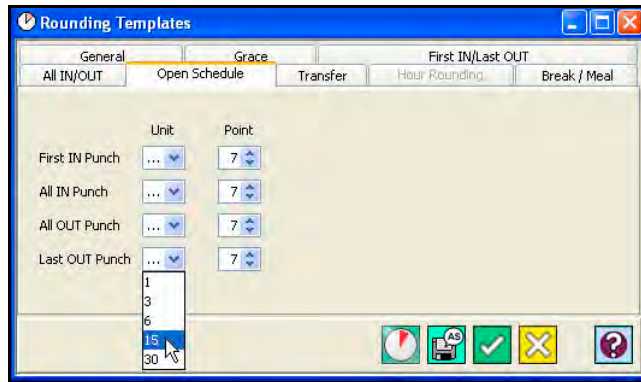 Rounding Templates
General Grace First IN/Last OUT
All IN/OUT Open Schedule Transfer Hour Rounding Break / Meal
Unit Point
First IN Punch ... 7
All IN Punch ... 7
All OUT Punch ... 7
Last OUT Punch ... 7
1
3
6
15
30
AS
?